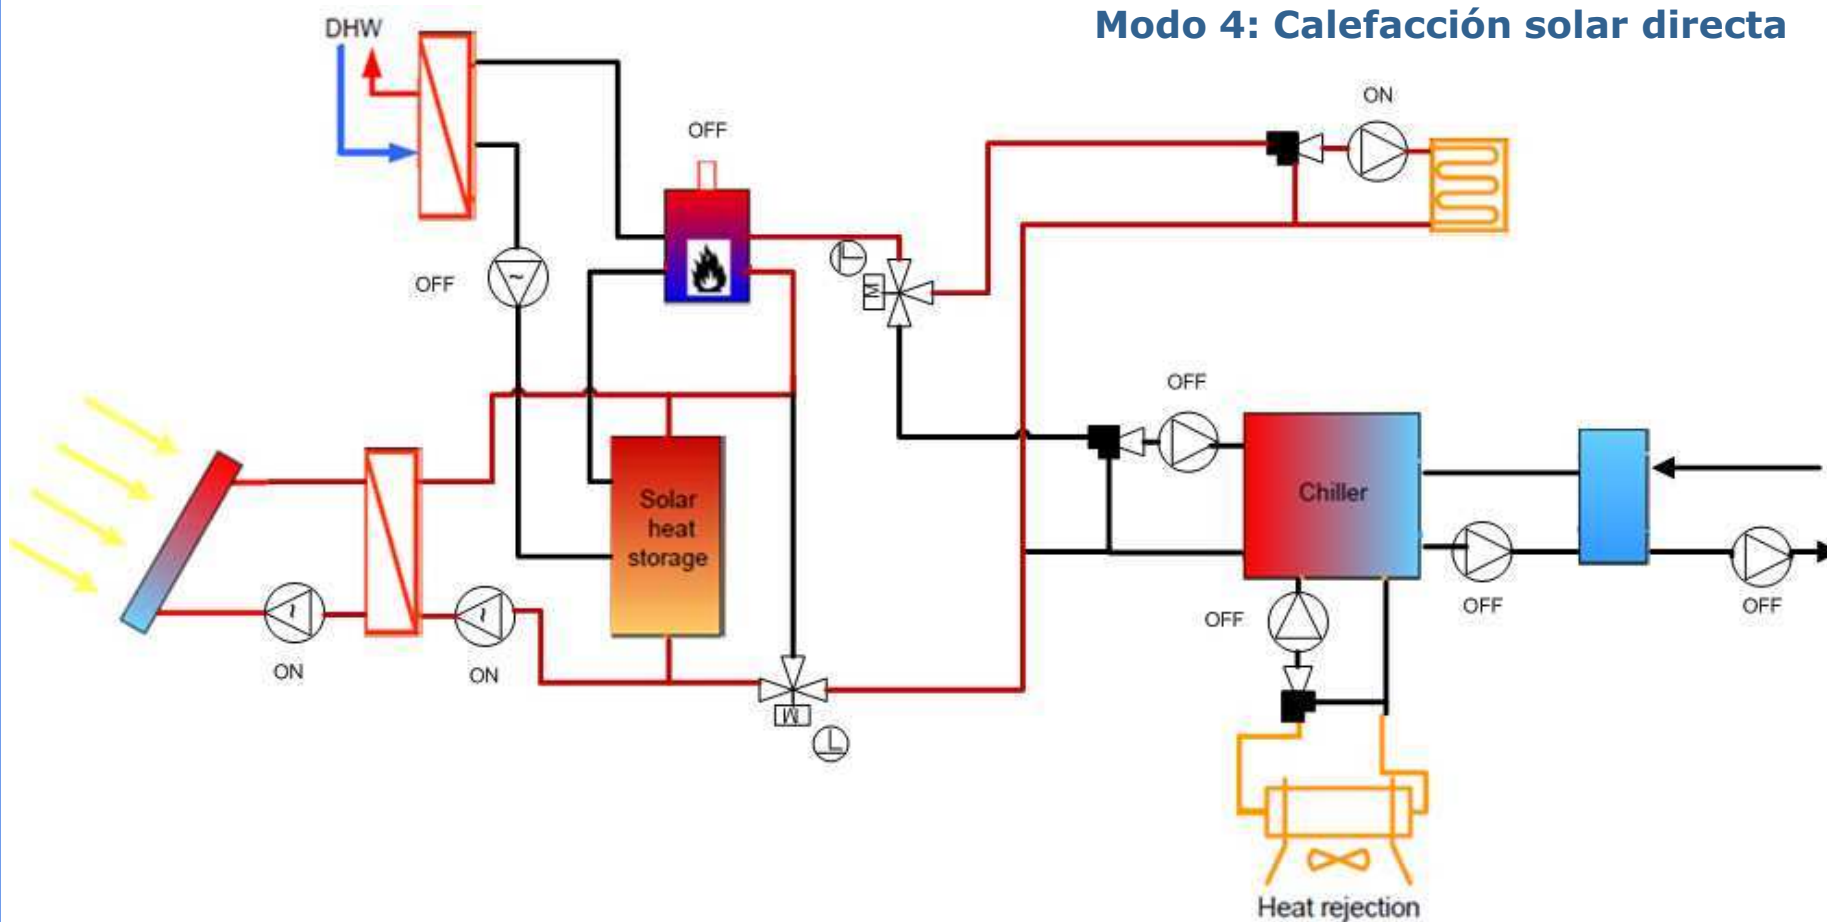 Modo 4: Calefacción solar directa
DHW
OFF
ON
OFF
M
OFF
Solar
heat
storage
Chiller
ON
ON
M
OFF
OFF
OFF
Heat rejection